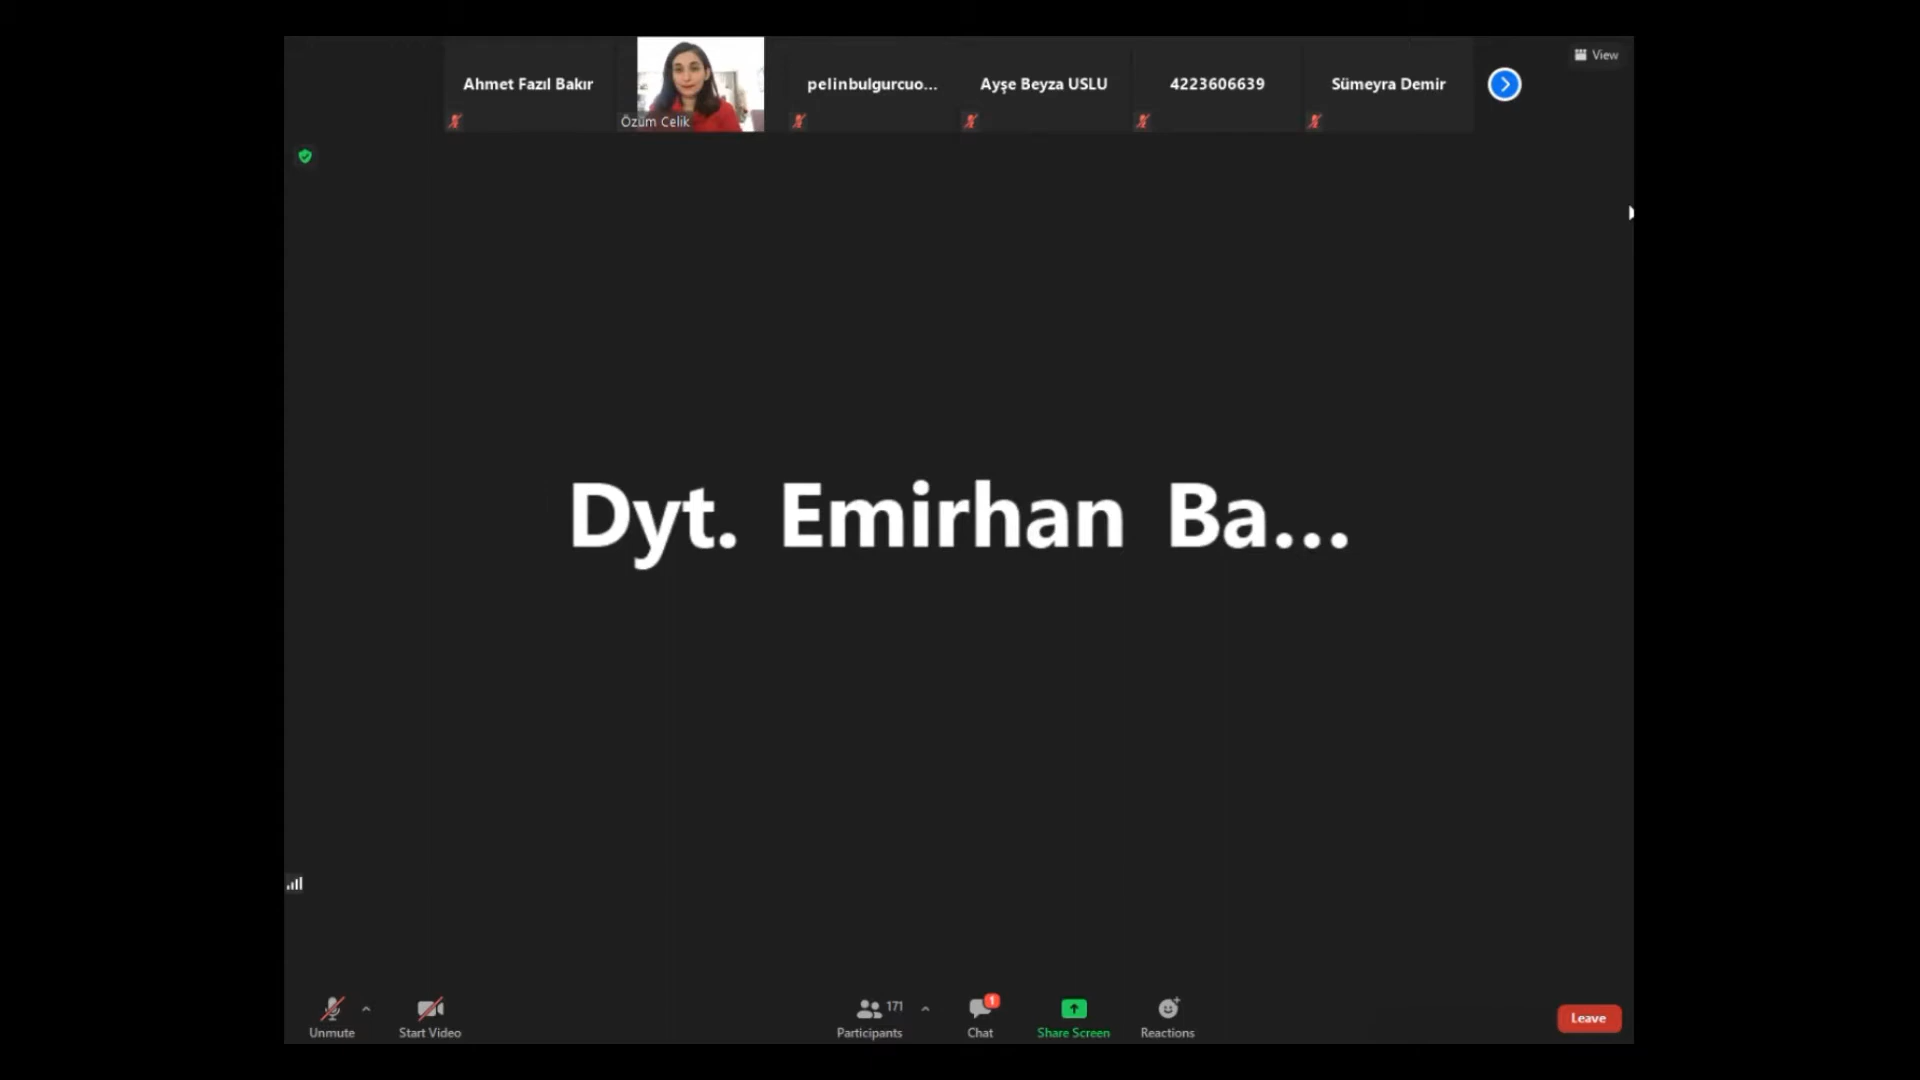 View
Ahmet Fazıl Bakır
Özüm Çelik
pelinbulgurcuo...
Ayşe Beyza USLU
4223606639
Sümeyra Demir
Dyt. Emirhan Ba...
Unmute
Start Video
171
Participants
1
Chat
Share Screen
Reactions
Leave